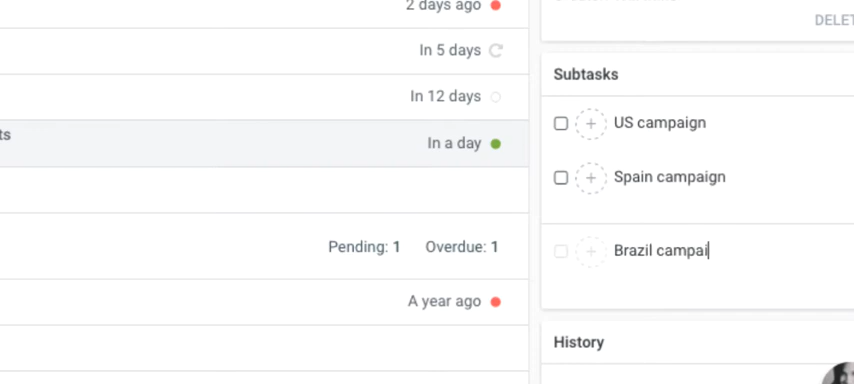 2 days ago
In 5 days
In 12 days
ts
In a day
Pending: 1 Overdue: 1
A year ago
DELET
Subtasks
US campaign
Spain campaign
Brazil campai
History